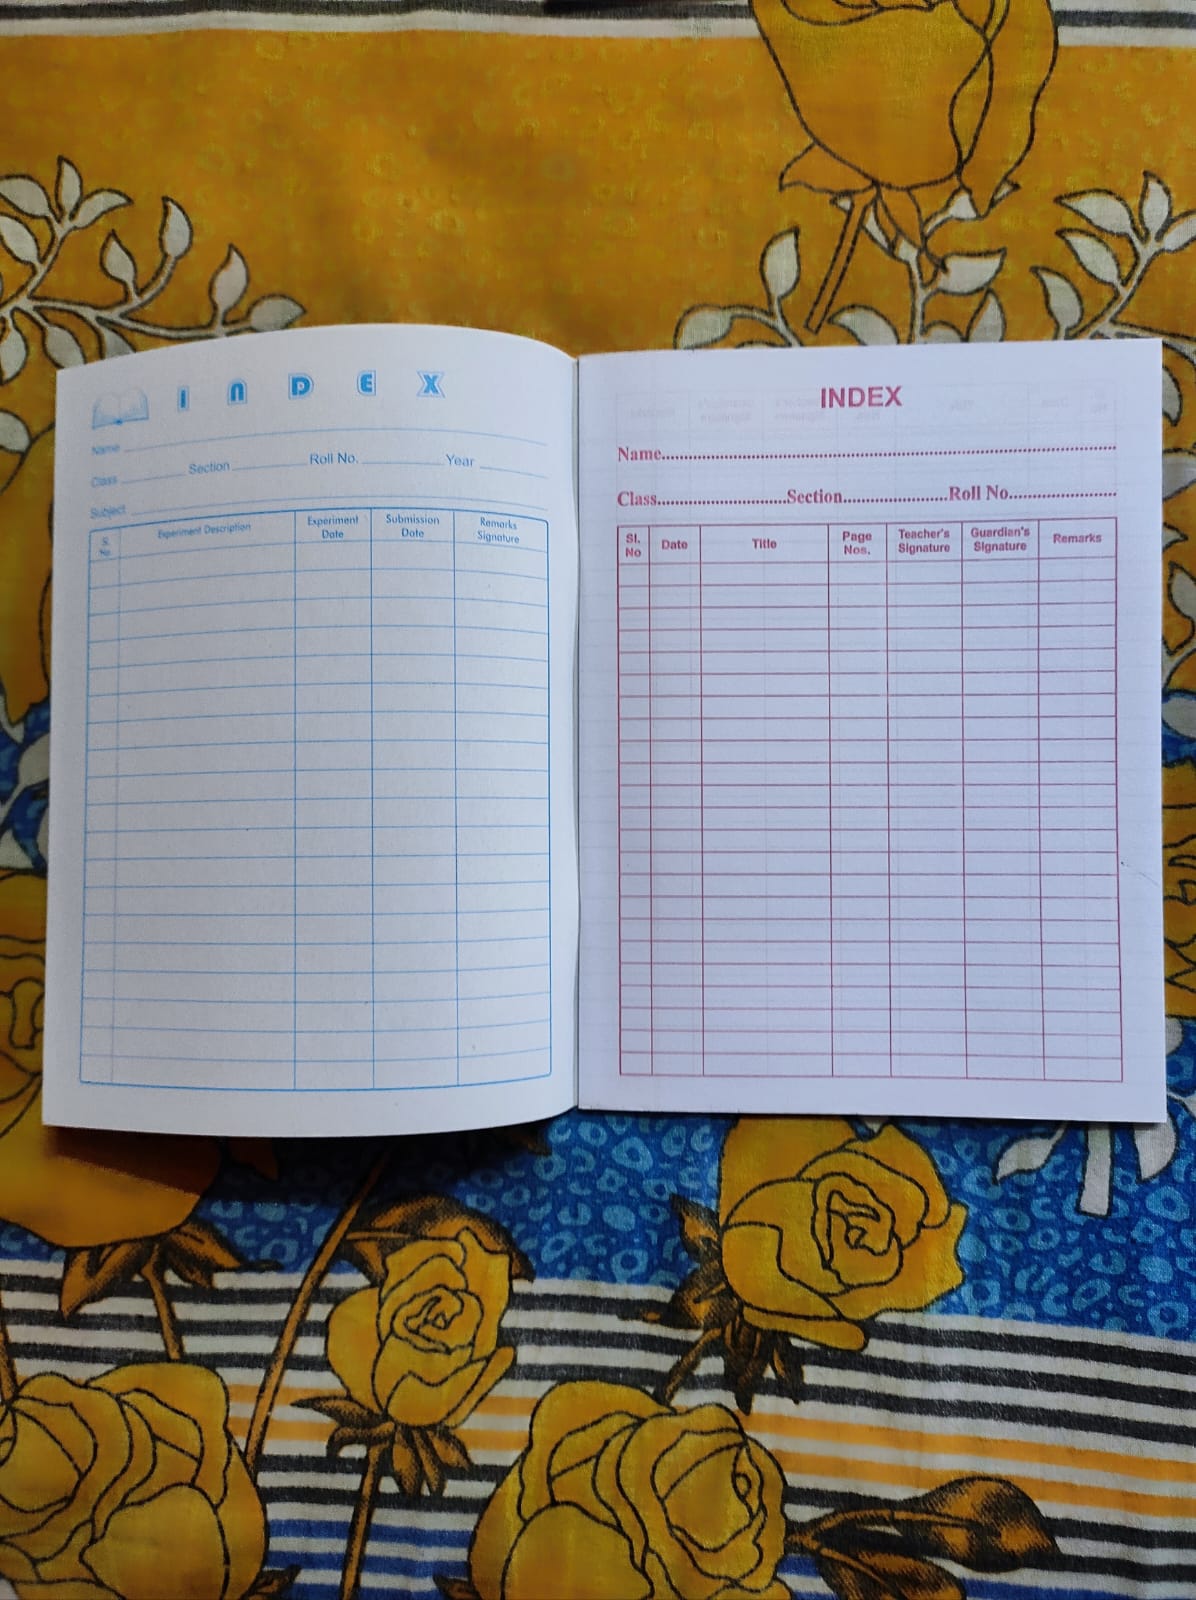 INDEX
Name
Class Section Roll No. Year
Subject
Sl. No. Experiment Description Experiment Date Submission Date Remarks Signature
INDEX
Name
Class Section Roll No.
Sl. No Date Title Page Nos. Teacher's Signature Guardian's Signature Remarks